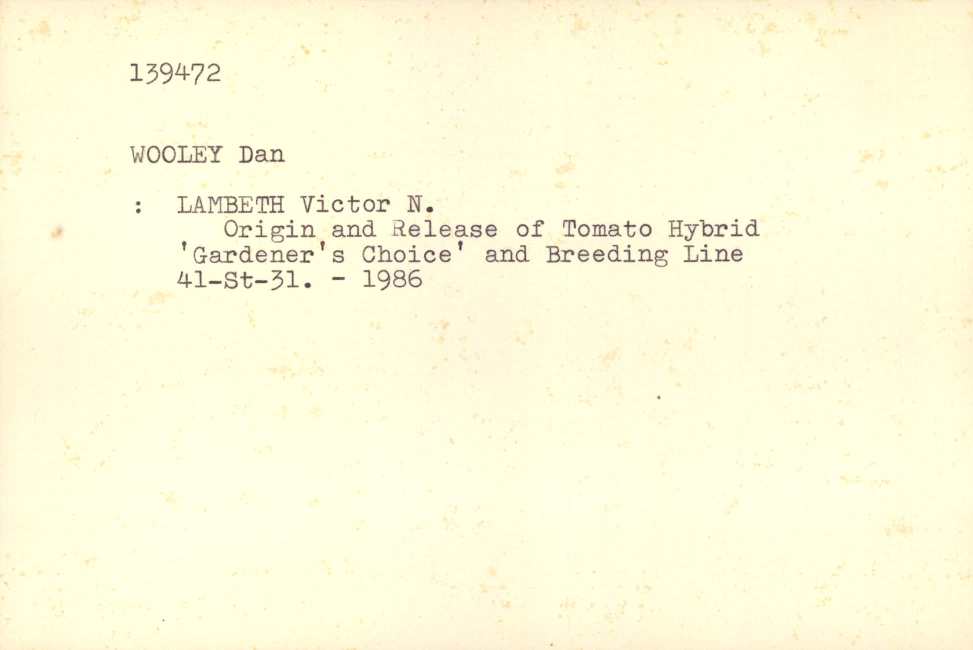 139472
WOOLEY Dan
: LAMBETH Victor N.
Origin and Release of Tomato Hybrid
'Gardener's Choice' and Breeding Line
41-St-31. - 1986